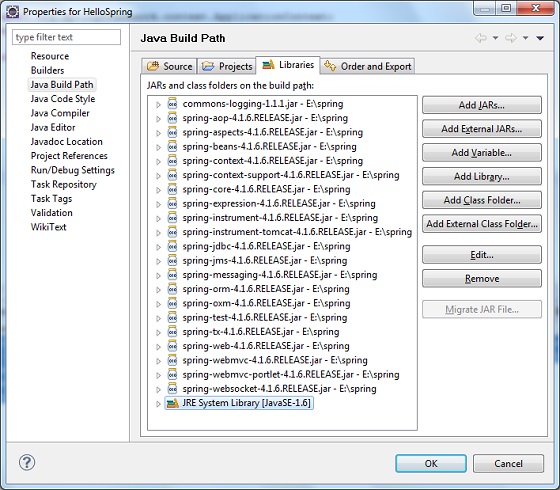 Properties for HelloSpring
type filter text
Resource
Builders
Java Build Path
Java Code Style
Java Compiler
Java Editor
Javadoc Location
Project References
Run/Debug Settings
Task Repository
Task Tags
Validation
WikiText
Java Build Path
Source
Projects
Libraries
Order and Export
JARs and class folders on the build path:
commons-logging-1.1.1.jar - E:\spring
spring-aop-4.1.6.RELEASE.jar - E:\spring
spring-aspects-4.1.6.RELEASE.jar - E:\spring
spring-beans-4.1.6.RELEASE.jar - E:\spring
spring-context-4.1.6.RELEASE.jar - E:\spring
spring-context-support-4.1.6.RELEASE.jar - E:\spring
spring-core-4.1.6.RELEASE.jar - E:\spring
spring-expression-4.1.6.RELEASE.jar - E:\spring
spring-instrument-4.1.6.RELEASE.jar - E:\spring
spring-instrument-tomcat-4.1.6.RELEASE.jar - E:\spring
spring-jdbc-4.1.6.RELEASE.jar - E:\spring
spring-jms-4.1.6.RELEASE.jar - E:\spring
spring-messaging-4.1.6.RELEASE.jar - E:\spring
spring-orm-4.1.6.RELEASE.jar - E:\spring
spring-oxm-4.1.6.RELEASE.jar - E:\spring
spring-test-4.1.6.RELEASE.jar - E:\spring
spring-tx-4.1.6.RELEASE.jar - E:\spring
spring-web-4.1.6.RELEASE.jar - E:\spring
spring-webmvc-4.1.6.RELEASE.jar - E:\spring
spring-webmvc-portlet-4.1.6.RELEASE.jar - E:\spring
spring-websocket-4.1.6.RELEASE.jar - E:\spring
JRE System Library [JavaSE-1.6]
Add JARs...
Add External JARs...
Add Variable...
Add Library...
Add Class Folder...
Add External Class Folder...
Edit...
Remove
Migrate JAR File...
?
OK
Cancel